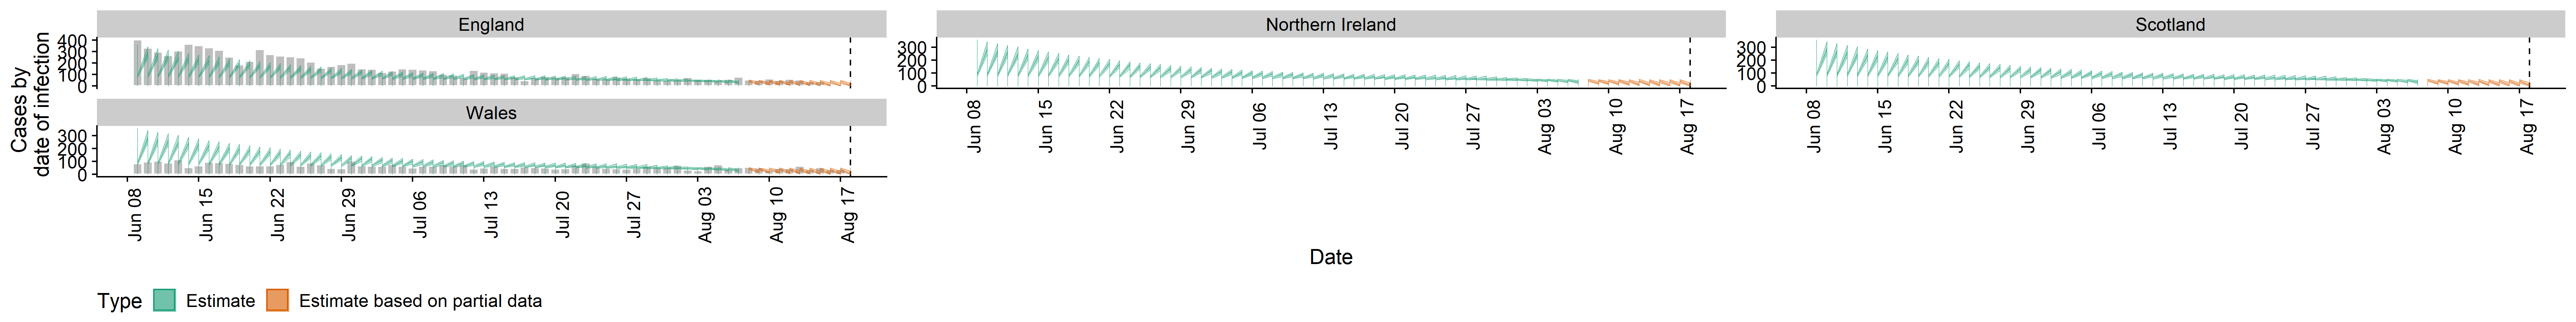 England
Northern Ireland
Scotland
Cases by
date of infection
400
300
200
100
0
300
200
100
0
300
200
100
0
Jun 08
Jun 15
Jun 22
Jun 29
Jul 06
Jul 13
Jul 20
Jul 27
Aug 03
Aug 10
Aug 17
Jun 08
Jun 15
Jun 22
Jun 29
Jul 06
Jul 13
Jul 20
Jul 27
Aug 03
Aug 10
Aug 17
Wales
300
200
100
0
Jun 08
Jun 15
Jun 22
Jun 29
Jul 06
Jul 13
Jul 20
Jul 27
Aug 03
Aug 10
Aug 17
Date
Type
Estimate
Estimate based on partial data